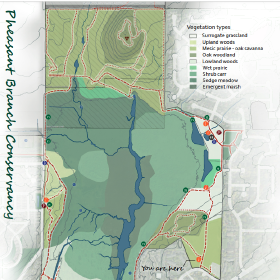 Pheasant Branch Conservancy
Vegetation types
Surrogate grassland
Upland woods
Mesic prairie - oak savanna
Oak woodland
Lowland woods
Wet prairie
Shrub carr
Sedge meadow
Emergent marsh
You are here